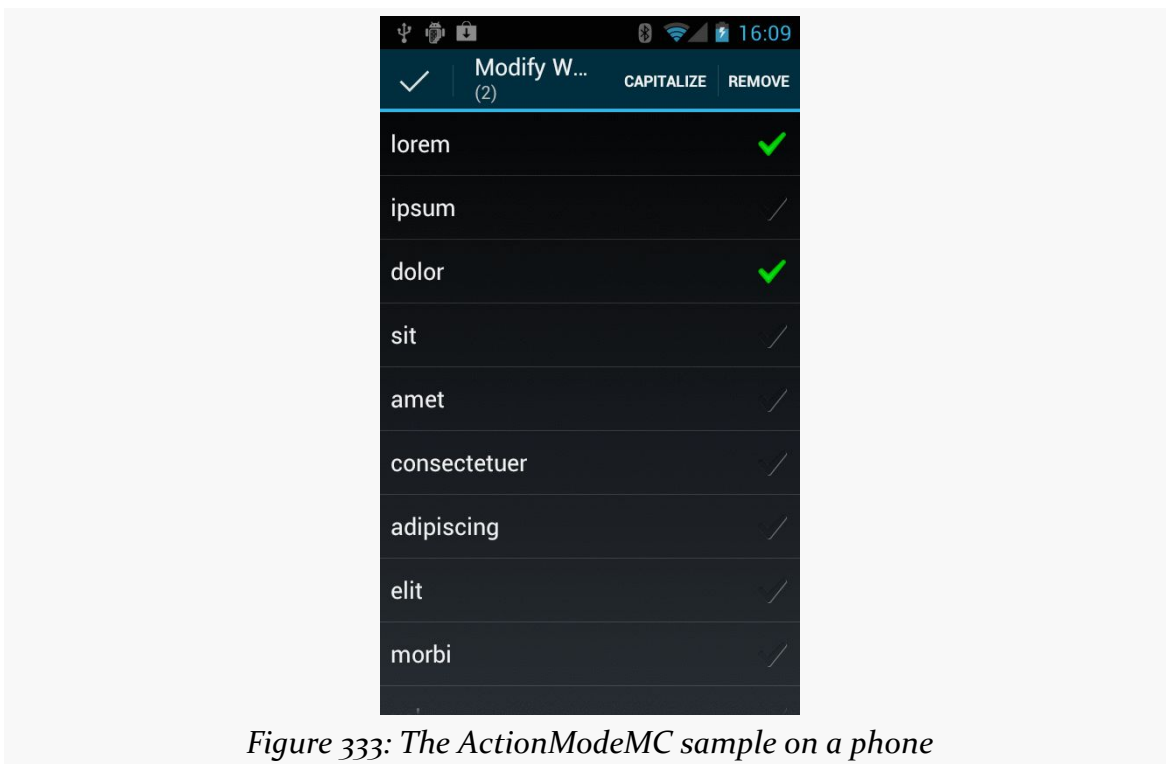 16:09
Modify W...
(2)
CAPITALIZE
REMOVE
lorem
ipsum
dolor
sit
amet
consectetuer
adipiscing
elit
morbi
Figure 333: The ActionModeMC sample on a phone